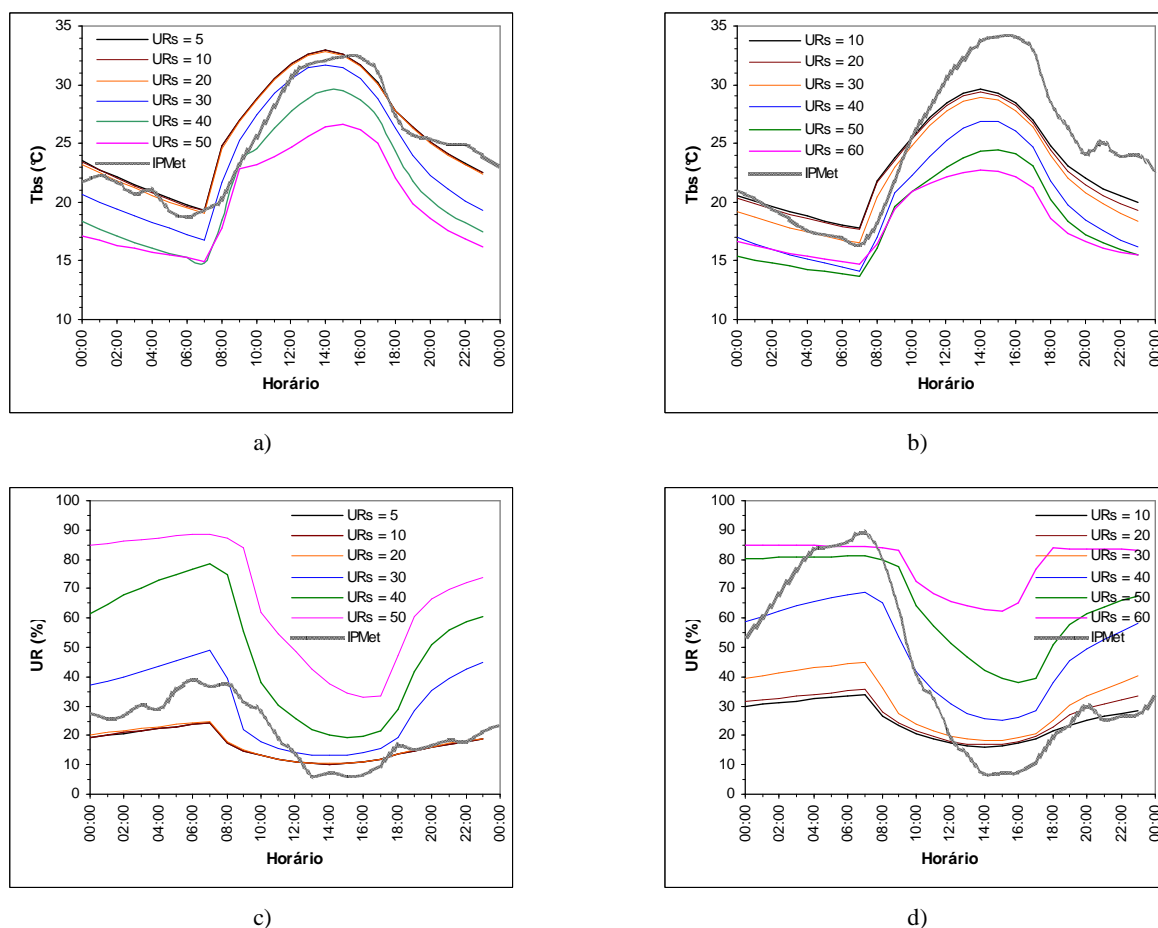 35
30
25
20
15
10
Tbs (°C)
URs = 5
URs = 10
URs = 20
URs = 30
URs = 40
URs = 50
IPMet
00:00
02:00
04:00
06:00
08:00
10:00
12:00
14:00
16:00
18:00
20:00
22:00
00:00
Horário
a)
35
30
25
20
15
10
Tbs (°C)
URs = 10
URs = 20
URs = 30
URs = 40
URs = 50
URs = 60
IPMet
00:00
02:00
04:00
06:00
08:00
10:00
12:00
14:00
16:00
18:00
20:00
22:00
00:00
Horário
b)
100
90
80
70
60
50
40
30
20
10
0
UR (%)
URs = 5
URs = 10
URs = 20
URs = 30
URs = 40
URs = 50
IPMet
00:00
02:00
04:00
06:00
08:00
10:00
12:00
14:00
16:00
18:00
20:00
22:00
00:00
Horário
c)
100
90
80
70
60
50
40
30
20
10
0
UR (%)
URs = 10
URs = 20
URs = 30
URs = 40
URs = 50
URs = 60
IPMet
00:00
02:00
04:00
06:00
08:00
10:00
12:00
14:00
16:00
18:00
20:00
22:00
00:00
Horário
d)